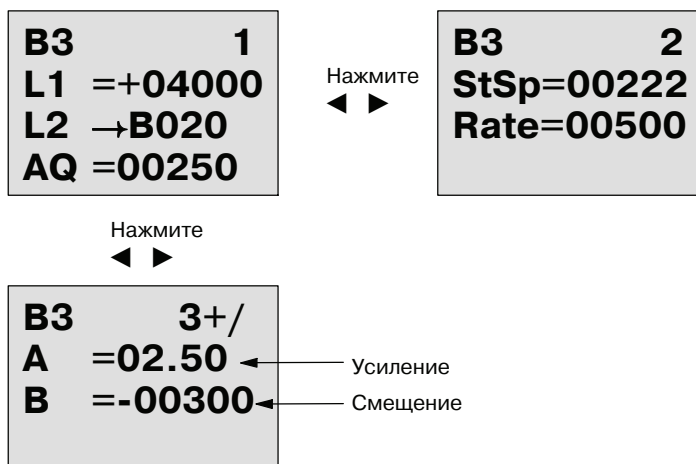 B3 1
L1 =+04000
L2 →B020
AQ =00250
Нажмите
◄ ►
B3 2
StSp=00222
Rate=00500
Нажмите
◄ ►
B3 3+/
A =02.50
B =-00300
Усиление
Смещение